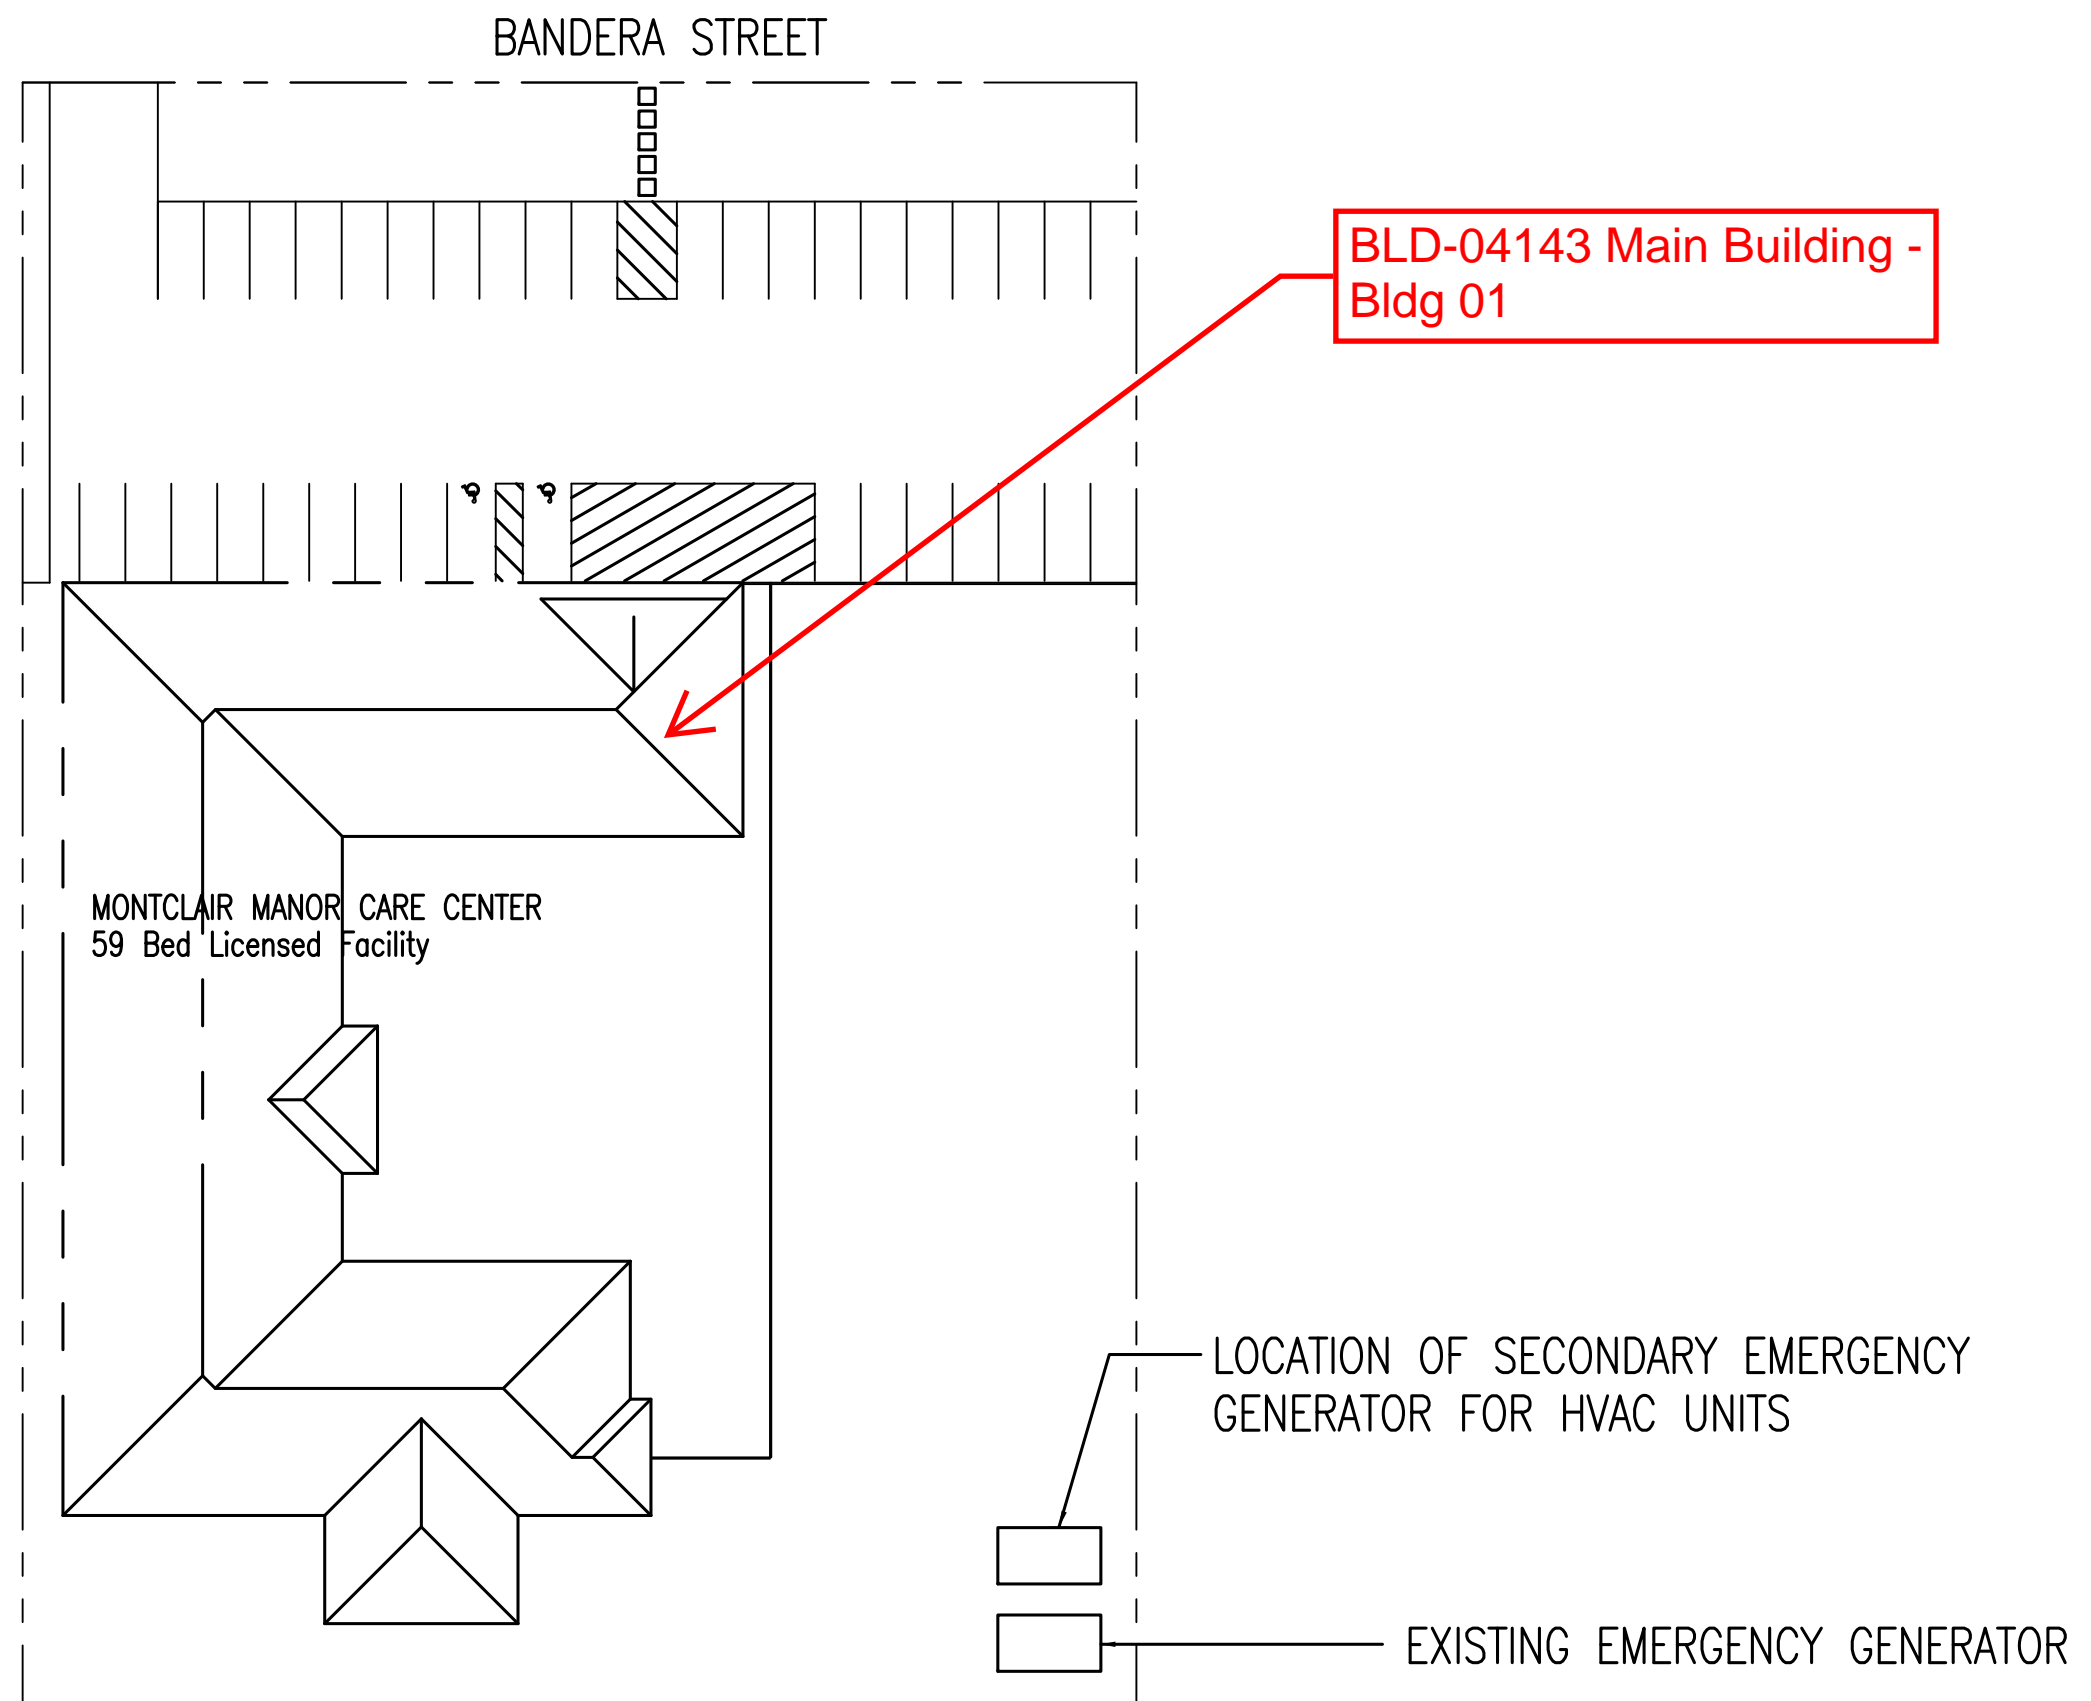 BANDERA STREET
BLD-04143 Main Building -
Bldg 01
MONTCLAIR MANOR CARE CENTER
59 Bed Licensed Facility
LOCATION OF SECONDARY EMERGENCY
GENERATOR FOR HVAC UNITS
EXISTING EMERGENCY GENERATOR